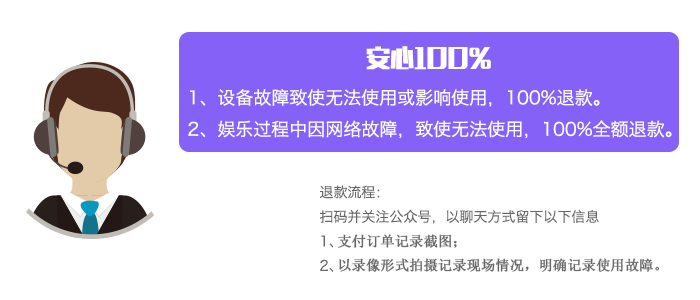 安心100%
1、设备故障致使无法使用或影响使用，100%退款。
2、娱乐过程中因网络故障，致使无法使用，100%全额退款。
退款流程：
扫码并关注公众号，以聊天方式留下以下信息
1、支付订单记录截图；
2、以录像形式拍摄记录现场情况，明确记录使用故障。